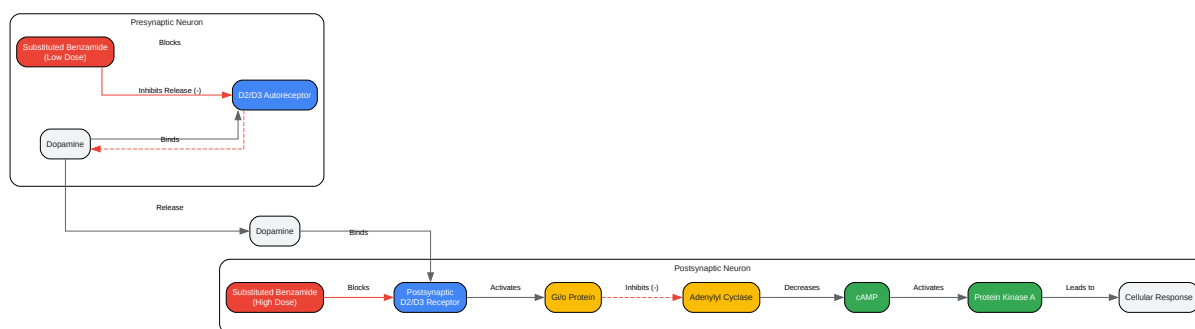 Presynaptic Neuron
Blocks
Substituted Benzamide
(Low Dose)
Inhibits Release (-)
D2/D3 Autoreceptor
Dopamine
Binds
Release
Dopamine
Binds
Postsynaptic Neuron
Substituted Benzamide
(High Dose)
Blocks
Postsynaptic
D2/D3 Receptor
Activates
Gi/o Protein
Inhibits (-)
Adenylyl Cyclase
Decreases
cAMP
Activates
Protein Kinase A
Leads to
Cellular Response